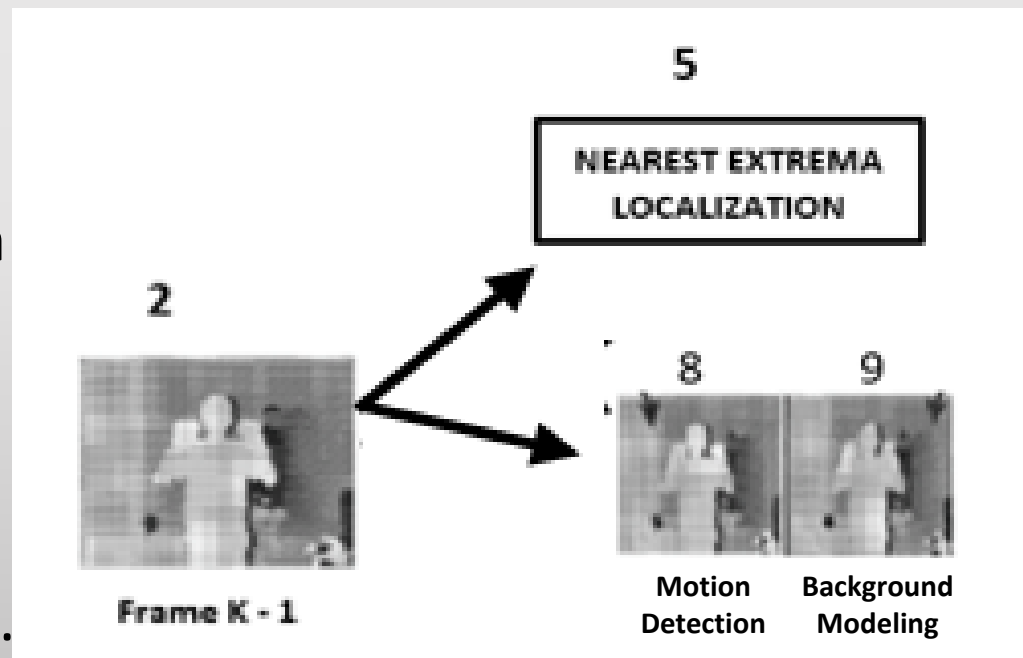 5
NEAREST EXTREMA
LOCALIZATION
2
8 9
Frame K - 1
Motion Background
Detection Modeling